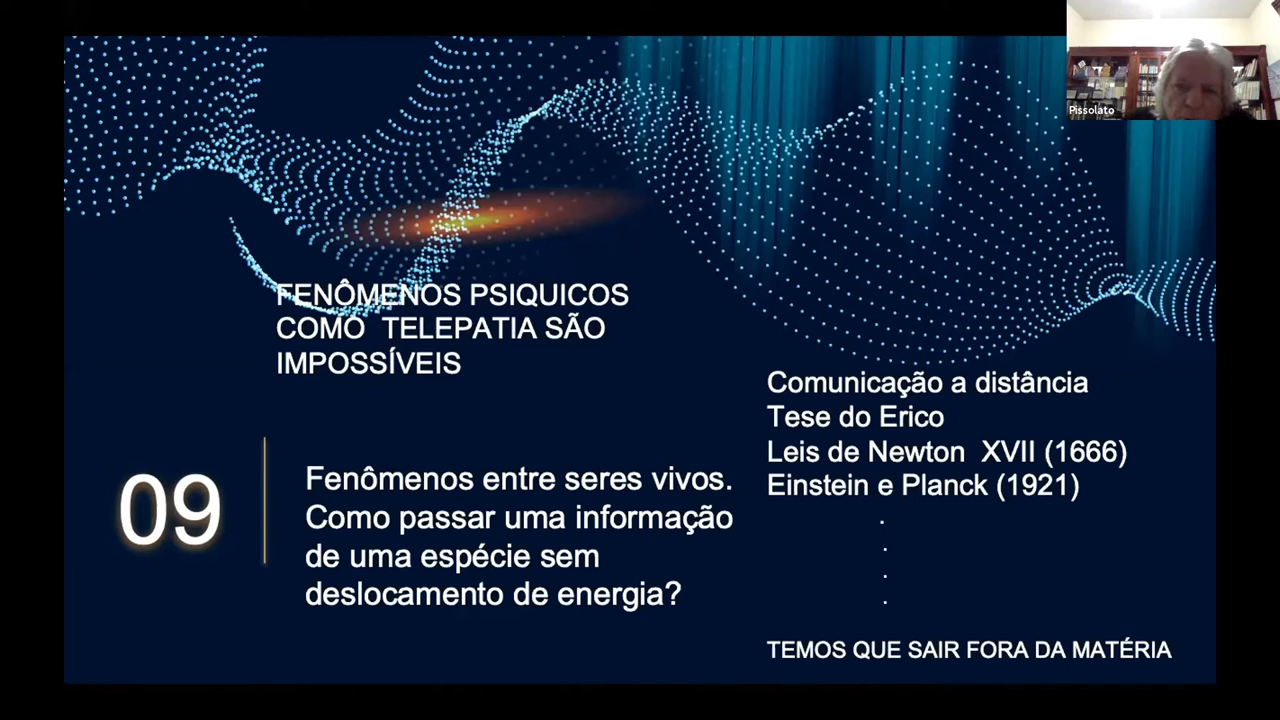 Pissolato
FENÔMENOS PSIQUICOS
COMO  TELEPATIA SÃO
IMPOSSÍVEIS
09
Fenômenos entre seres vivos.
Como passar uma informação
de uma espécie sem
deslocamento de energia?
Comunicação a distância
Tese do Erico
Leis de Newton  XVII (1666)
Einstein e Planck (1921)
.
.
.
.
TEMOS QUE SAIR FORA DA MATÉRIA